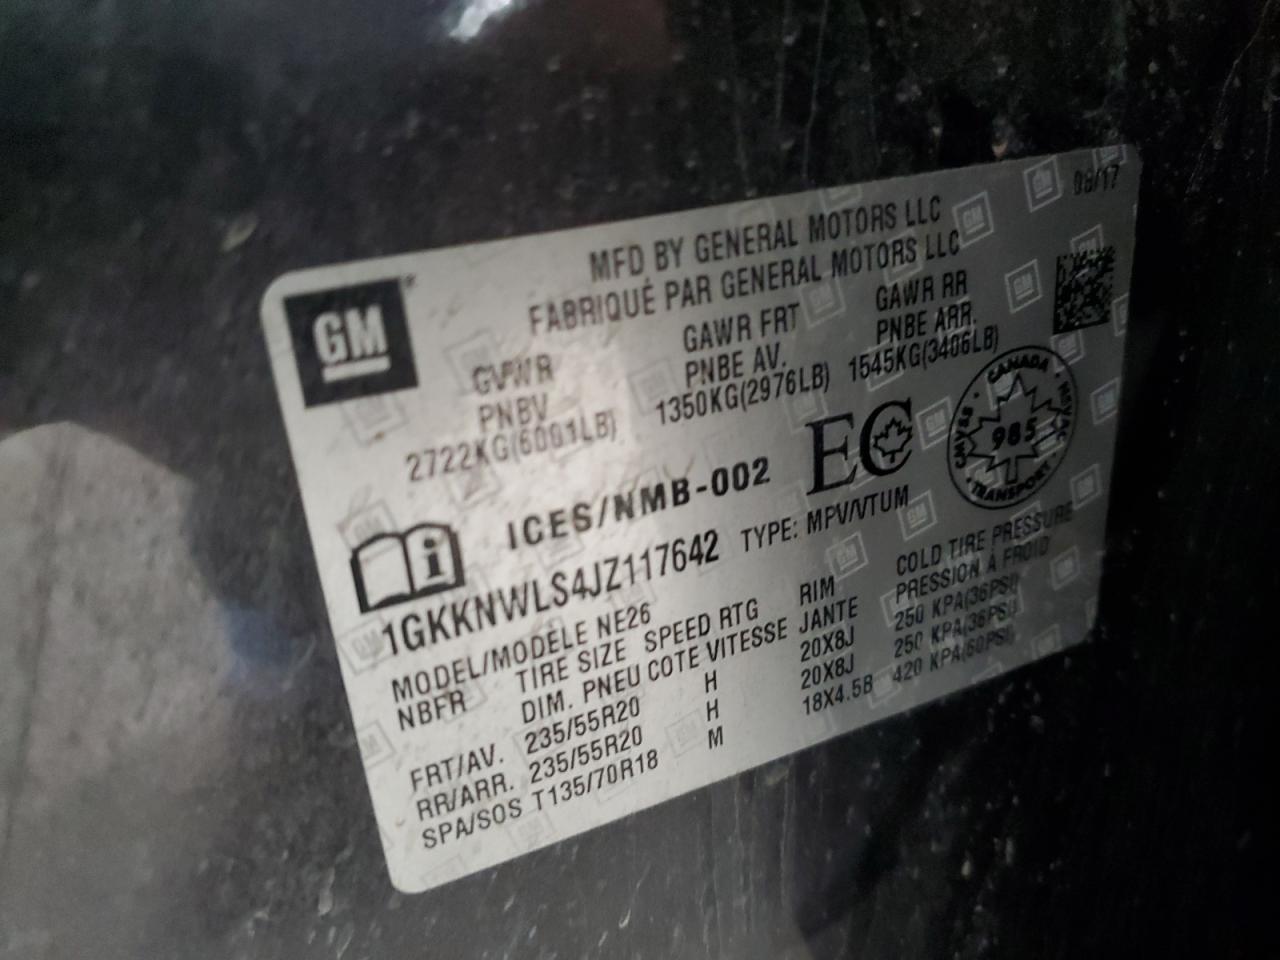 08/17
MFD BY GENERAL MOTORS LLC
FABRIQUÉ PAR GENERAL MOTORS LLC
GM
GVWR GAWR FRT GAWR RR
PNBV PNBE AV. PNBE ARR.
2722KG(6001LB) 1350KG(2976LB) 1545KG(3406LB)
ICES/NMB-002 EC
CANADA · NSVAC · TRANSPORT · CMVSS ·
985
1GKKNWLS4JZ117642 TYPE: MPV/VTUM
MODEL/MODÈLE NE26
NBFR TIRE SIZE SPEED RTG RIM COLD TIRE PRESSURE
DIM. PNEU COTE VITESSE JANTE PRESSION À FROID
FRT/AV. 235/55R20 H 20X8J 250 KPA(36PSI)
RR/ARR. 235/55R20 H 20X8J 250 KPA(36PSI)
SPA/SOS T135/70R18 M 18X4.5B 420 KPA(60PSI)